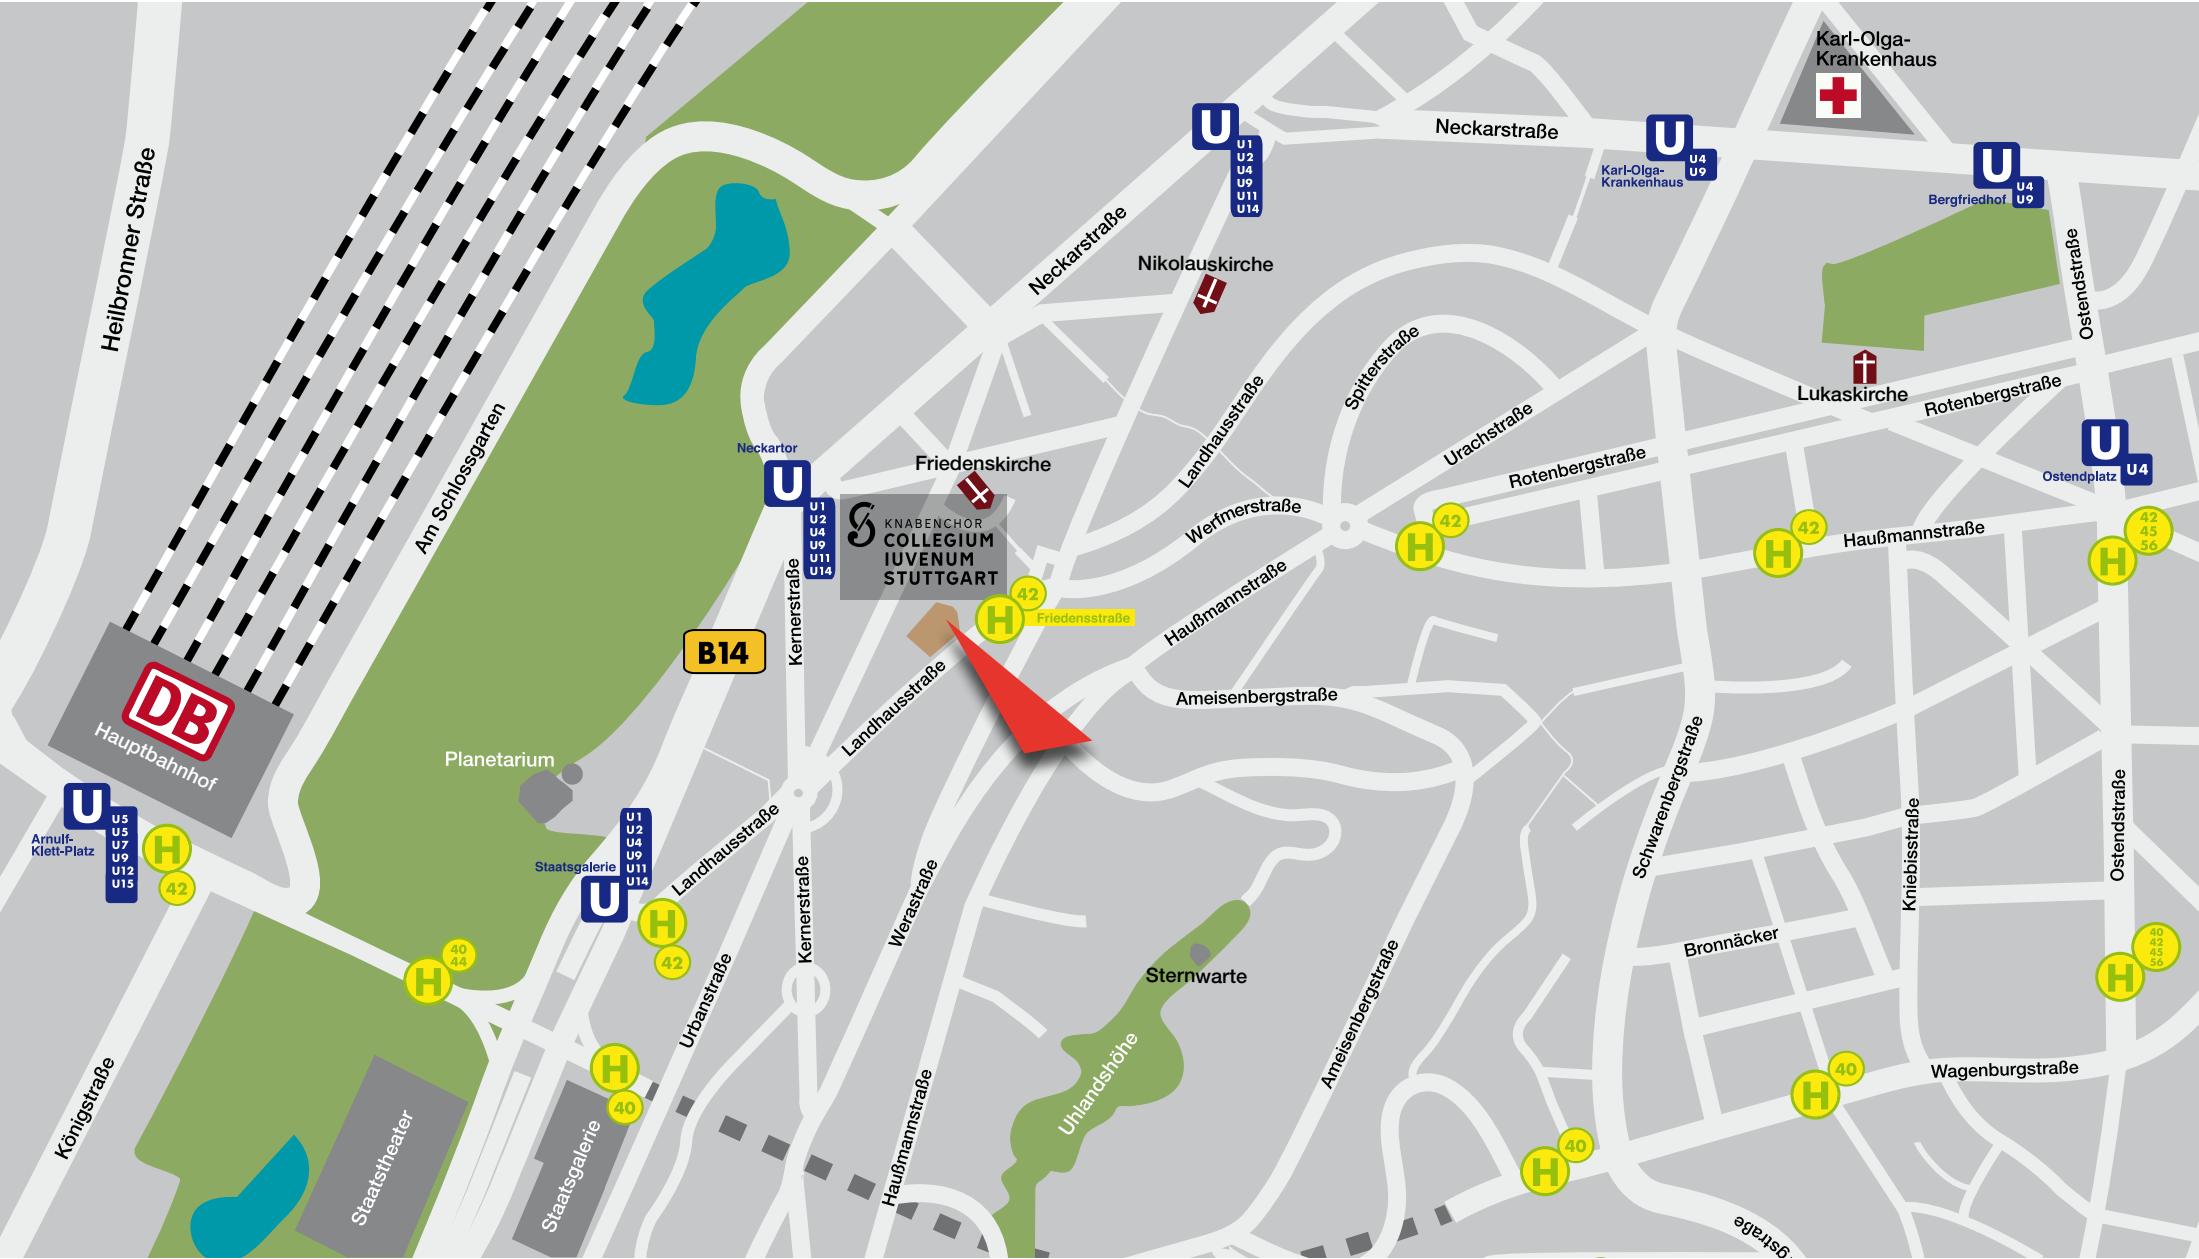 Karl-Olga-
Krankenhaus
Neckarstraße
U
U1
U2
U4
U9
U11
U14
U
U4
U9
Karl-Olga-
Krankenhaus
U
U4
U9
Bergfriedhof
Heilbronner Straße
Neckarstraße
Nikolauskirche
Ostendstraße
Spitterstraße
Landhausstraße
Lukaskirche
Rotenbergstraße
Urachstraße
Rotenbergstraße
Am Schlossgarten
Neckartor
U
U1
U2
U4
U9
U11
U14
Friedenskirche
KNABENCHOR
COLLEGIUM
IUVENUM
STUTTGART
Werfmerstraße
H
42
H
42
Haußmannstraße
U
U4
Ostendplatz
42
45
56
H
H
42
Friedensstraße
Haußmannstraße
Kernerstraße
B14
Landhausstraße
Ameisenbergstraße
DB
Hauptbahnhof
Planetarium
U
Arnulf-
Klett-Platz
U5
U5
U7
U9
U12
U15
H
42
Staatsgalerie
U1
U2
U4
U9
U11
U14
U
Landhausstraße
H
42
Kernerstraße
Werastraße
Schwarenbergstraße
Kniebisstraße
Ostendstraße
40
44
H
Urbanstraße
Sternwarte
Ameisenbergstraße
Bronnäcker
40
42
45
56
H
Uhlandshöhe
Königstraße
H
40
Staatstheater
Staatsgalerie
Haußmannstraße
H
40
Wagenburgstraße
H
40
gstraße